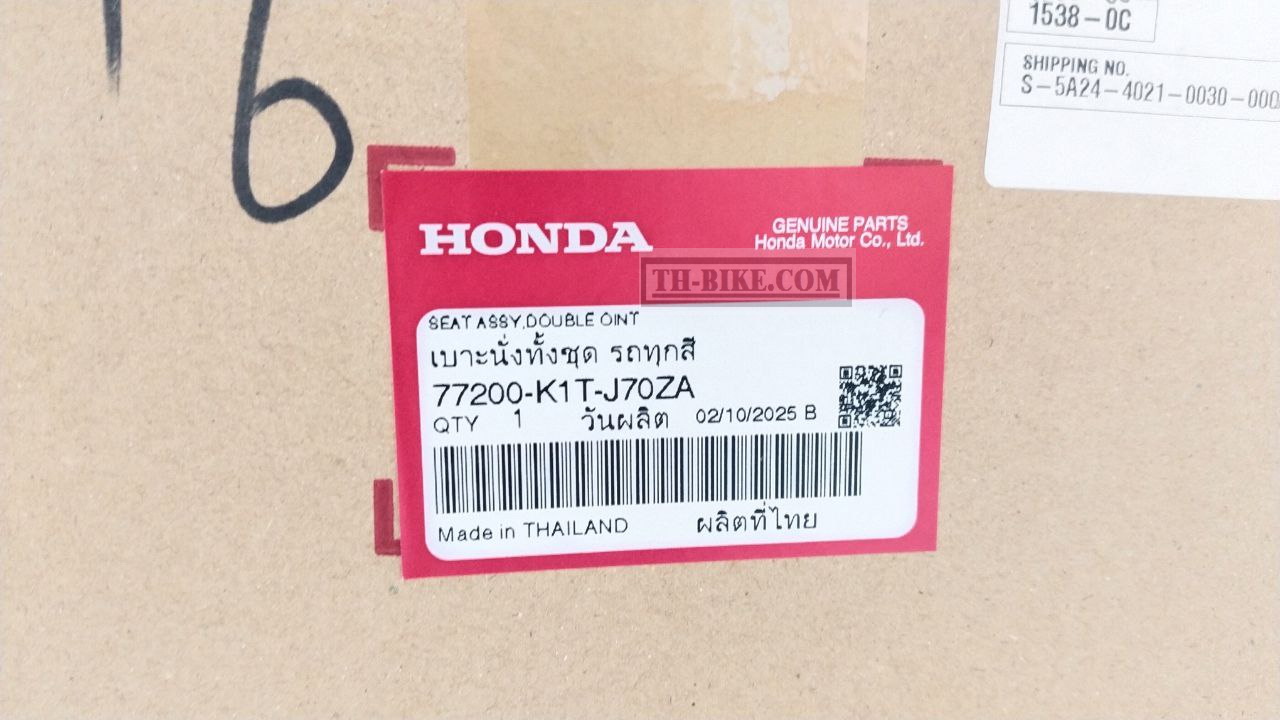 6
1538-0C
SHIPPING NO.
S-5A24-4021-0030-000
HONDA
GENUINE PARTS
Honda Motor Co., Ltd.
TH-BIKE.COM
SEAT ASSY,DOUBLE OINT
เบาะนั่งทั้งชุด รถทุกสี
77200-K1T-J70ZA
QTY 1 วันผลิต 02/10/2025 B
Made in THAILAND ผลิตที่ไทย